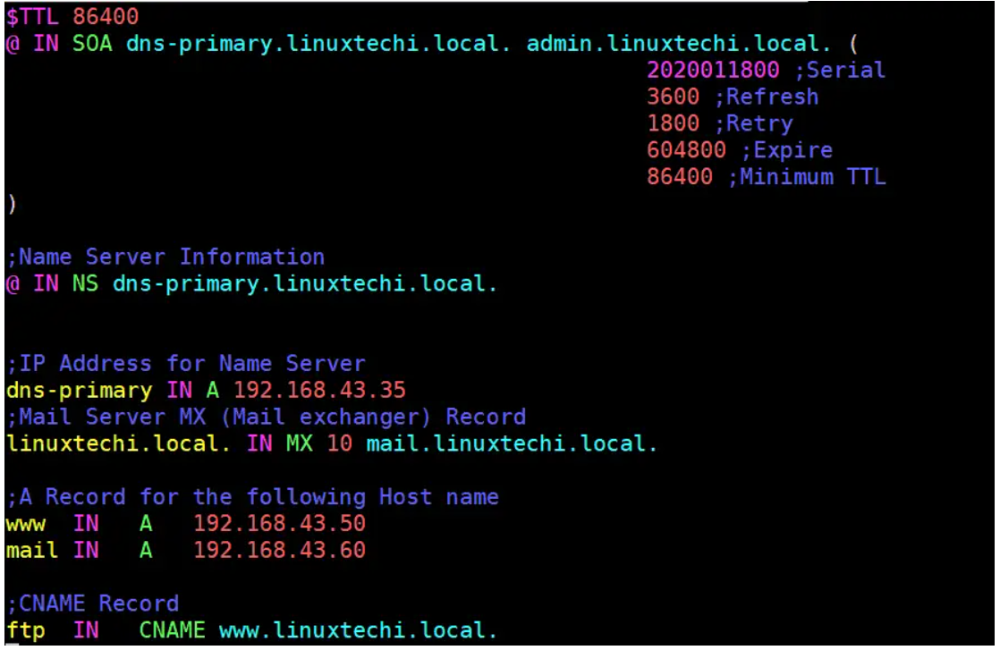 $TTL 86400
@ IN SOA dns-primary.linuxtechi.local. admin.linuxtechi.local. (
2020011800 ;Serial
3600 ;Refresh
1800 ;Retry
604800 ;Expire
86400 ;Minimum TTL
)
;Name Server Information
@ IN NS dns-primary.linuxtechi.local.
;IP Address for Name Server
dns-primary IN A 192.168.43.35
;Mail Server MX (Mail exchanger) Record
linuxtechi.local. IN MX 10 mail.linuxtechi.local.
;A Record for the following Host name
www IN A 192.168.43.50
mail IN A 192.168.43.60
;CNAME Record
ftp IN CNAME www.linuxtechi.local.